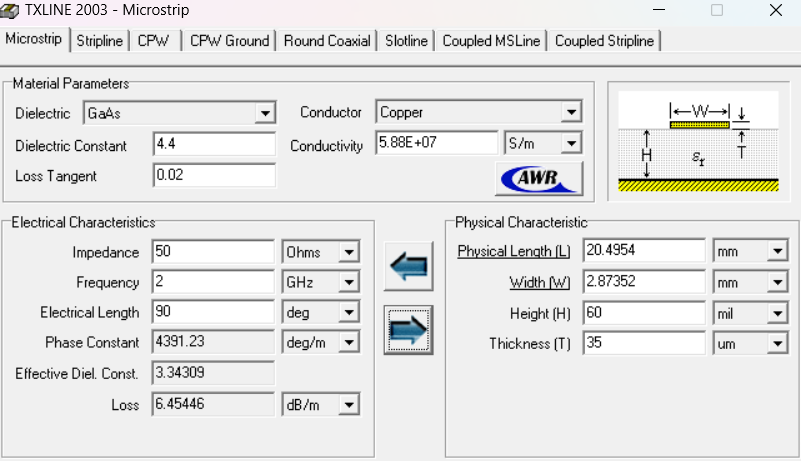 TXLINE 2003 - Microstrip
Microstrip Stripline CPW CPW Ground Round Coaxial Slotline Coupled MSLine Coupled Stripline
Material Parameters
Dielectric GaAs Conductor Copper
Dielectric Constant 4.4 Conductivity 5.88E+07 S/m
Loss Tangent 0.02 AWR
W
H εr T
Electrical Characteristics
Impedance 50 Ohms
Frequency 2 GHz
Electrical Length 90 deg
Phase Constant 4391.23 deg/m
Effective Diel. Const. 3.34309
Loss 6.45446 dB/m
Physical Characteristic
Physical Length (L) 20.4954 mm
Width (W) 2.87352 mm
Height (H) 60 mil
Thickness (T) 35 um